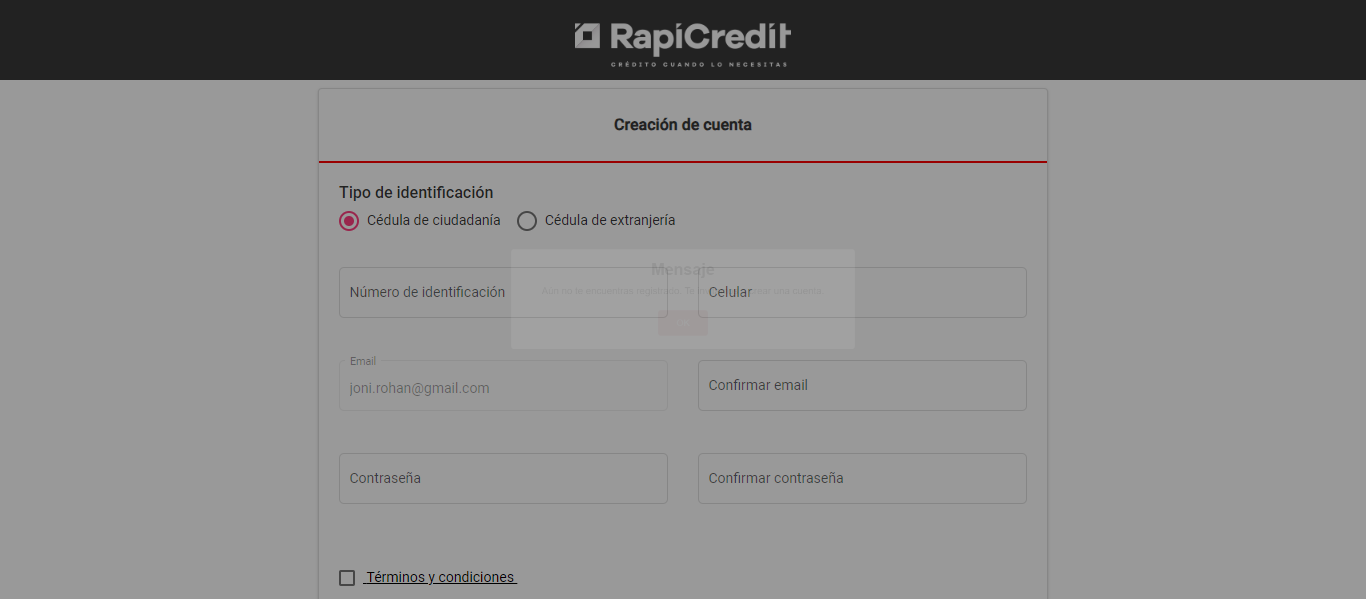 RapiCredit
CRÉDITO CUANDO LO NECESITAS
Creación de cuenta
Tipo de identificación
Cédula de ciudadanía Cédula de extranjería
Mensaje
Número de identificación Celular
Aún no te encuentras registrado. Te crear una cuenta.
Email
joni.rohan@gmail.com Confirmar email
Contraseña Confirmar contraseña
Términos y condiciones